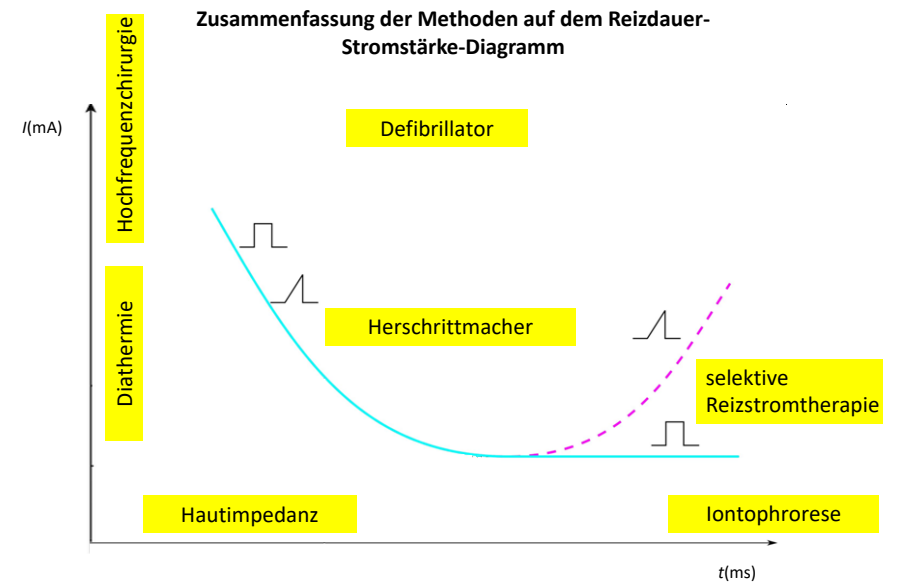 Zusammenfassung der Methoden auf dem Reizdauer-
Stromstärke-Diagramm
Hochfrequenzchirurgie
I(mA)
Defibrillator
Diathermie
Herschrittmacher
selektive
Reizstromtherapie
Hautimpedanz
Iontophrorese
t(ms)